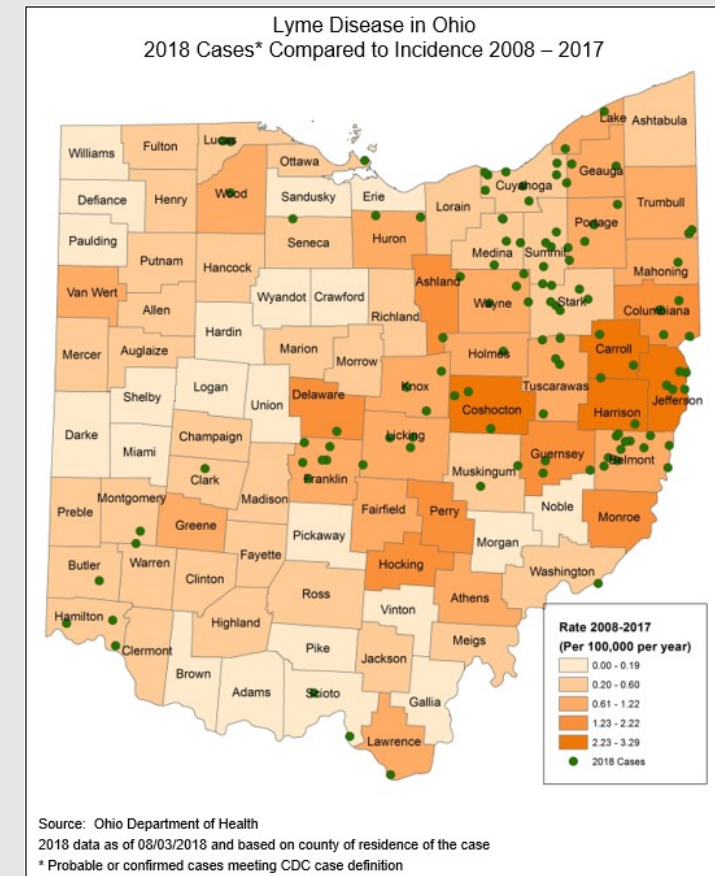 Lyme Disease in Ohio
2018 Cases* Compared to Incidence 2008 – 2017
Lake
Ashtabula
Williams
Fulton
Lucas
Ottawa
Cuyahoga
Geauga
Defiance
Henry
Wood
Sandusky
Erie
Lorain
Trumbull
Paulding
Putnam
Hancock
Seneca
Huron
Medina
Summit
Portage
Mahoning
Van Wert
Allen
Wyandot
Crawford
Richland
Ashland
Wayne
Stark
Columbiana
Mercer
Auglaize
Hardin
Marion
Morrow
Holmes
Carroll
Shelby
Logan
Union
Delaware
Knox
Coshocton
Tuscarawas
Harrison
Jefferson
Darke
Miami
Champaign
Clark
Franklin
Licking
Muskingum
Guernsey
Belmont
Preble
Montgomery
Greene
Madison
Pickaway
Fairfield
Perry
Morgan
Noble
Monroe
Butler
Warren
Clinton
Fayette
Ross
Hocking
Athens
Washington
Hamilton
Clermont
Highland
Vinton
Meigs
Brown
Adams
Pike
Scioto
Jackson
Gallia
Lawrence
Rate 2008-2017
(Per 100,000 per year)
0.00 - 0.19
0.20 - 0.60
0.61 - 1.22
1.23 - 2.22
2.23 - 3.29
2018 Cases
Source: Ohio Department of Health
2018 data as of 08/03/2018 and based on county of residence of the case
* Probable or confirmed cases meeting CDC case definition